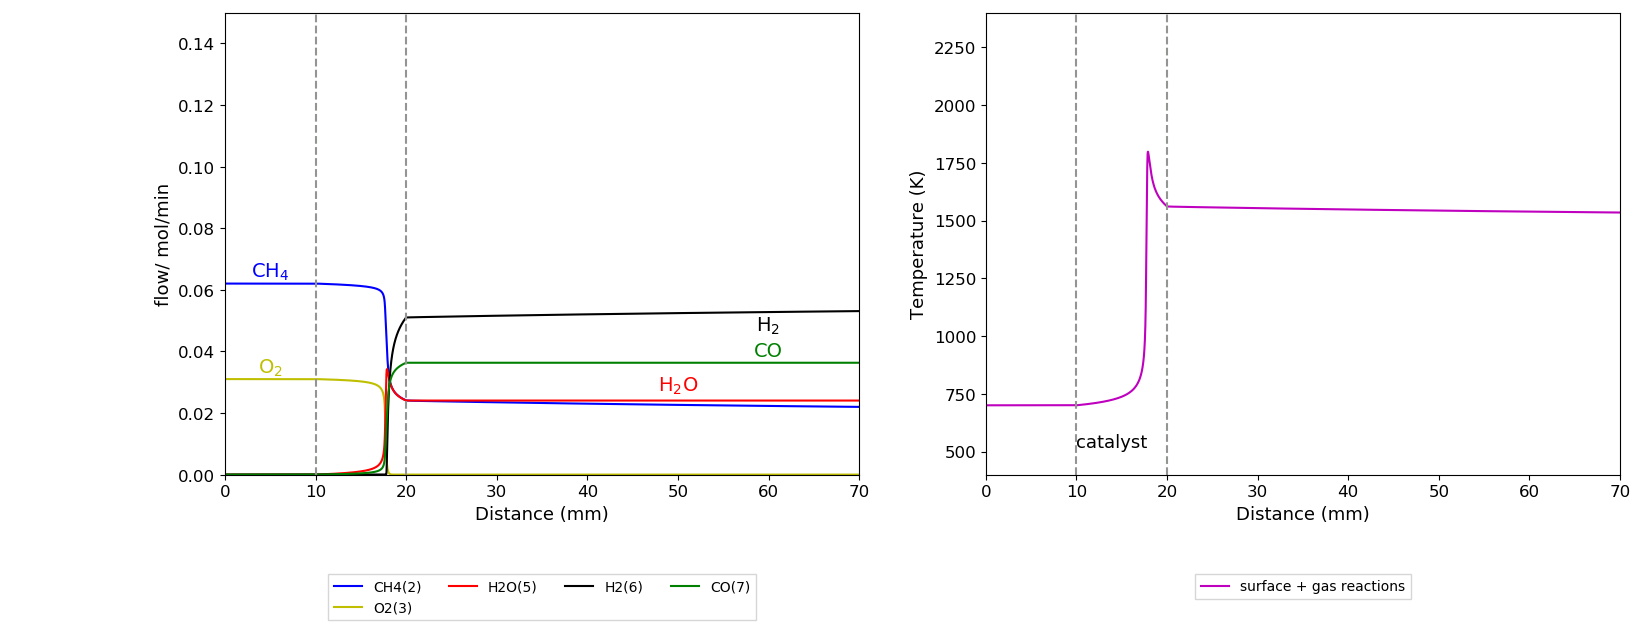 0.14
0.12
0.10
0.08
0.06
0.04
0.02
0.00
flow/ mol/min
CH4
O2
H2
CO
H2O
0 10 20 30 40 50 60 70
Distance (mm)
CH4(2) H2O(5) H2(6) CO(7)
O2(3)
2250
2000
1750
1500
1250
1000
750
500
Temperature (K)
catalyst
0 10 20 30 40 50 60 70
Distance (mm)
surface + gas reactions